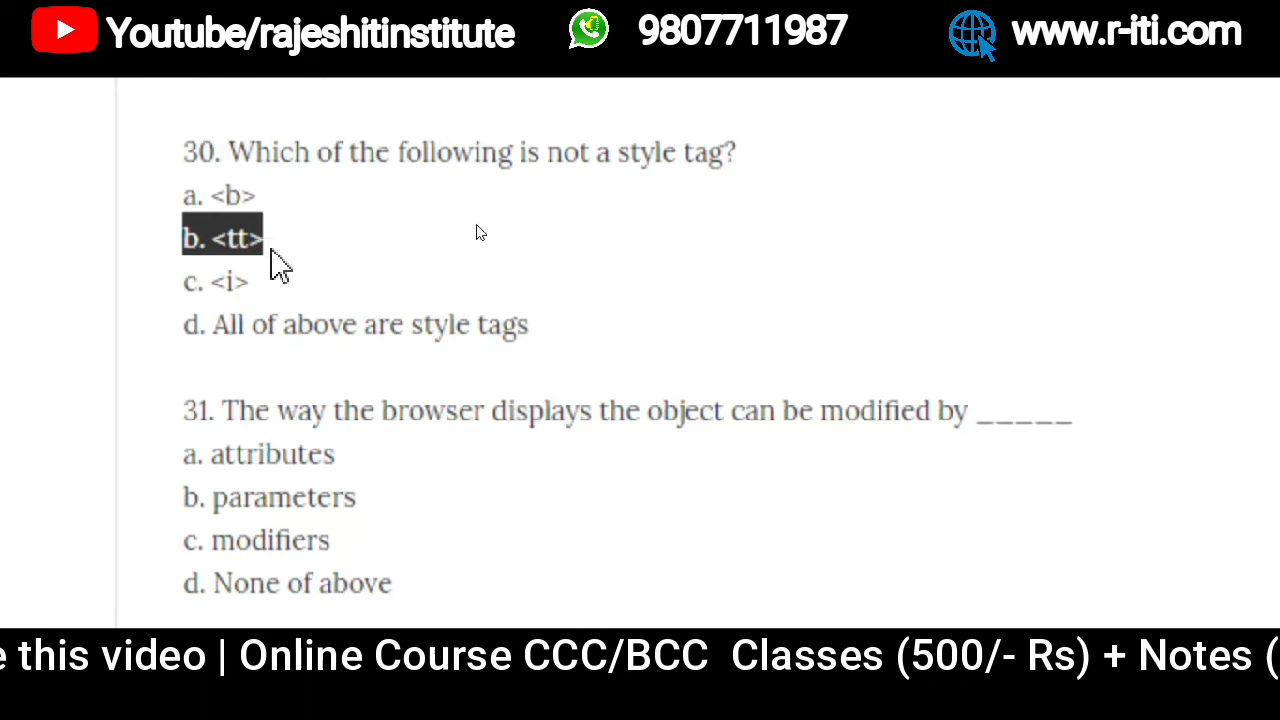 Youtube/rajeshitinstitute 9807711987 www.r-iti.com
30. Which of the following is not a style tag?
a. <b>
b. <tt>
c. <i>
d. All of above are style tags
31. The way the browser displays the object can be modified by _____
a. attributes
b. parameters
c. modifiers
d. None of above
e this video | Online Course CCC/BCC Classes (500/- Rs) + Notes (